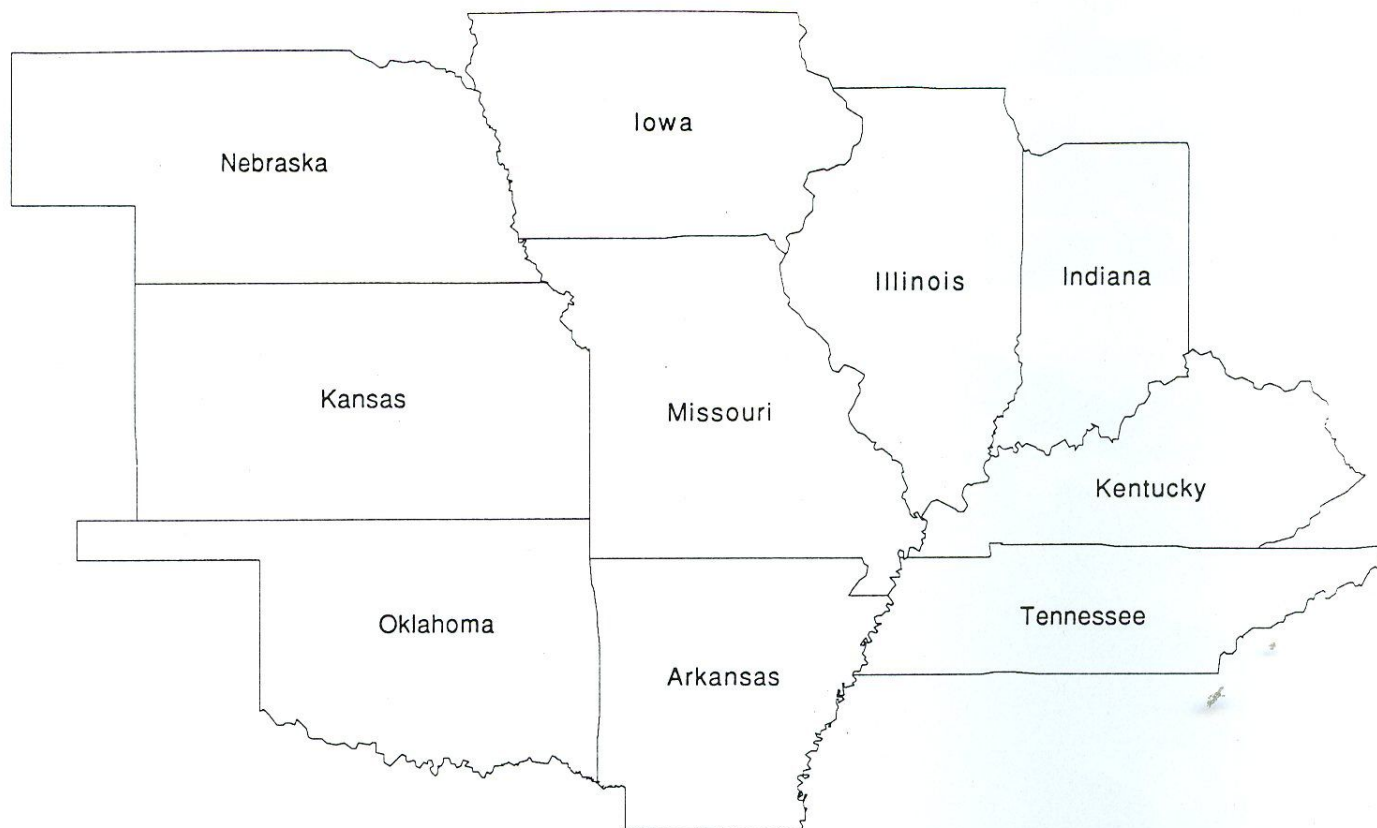 Iowa
Nebraska
Illinois
Indiana
Kansas
Missouri
Kentucky
Tennessee
Oklahoma
Arkansas